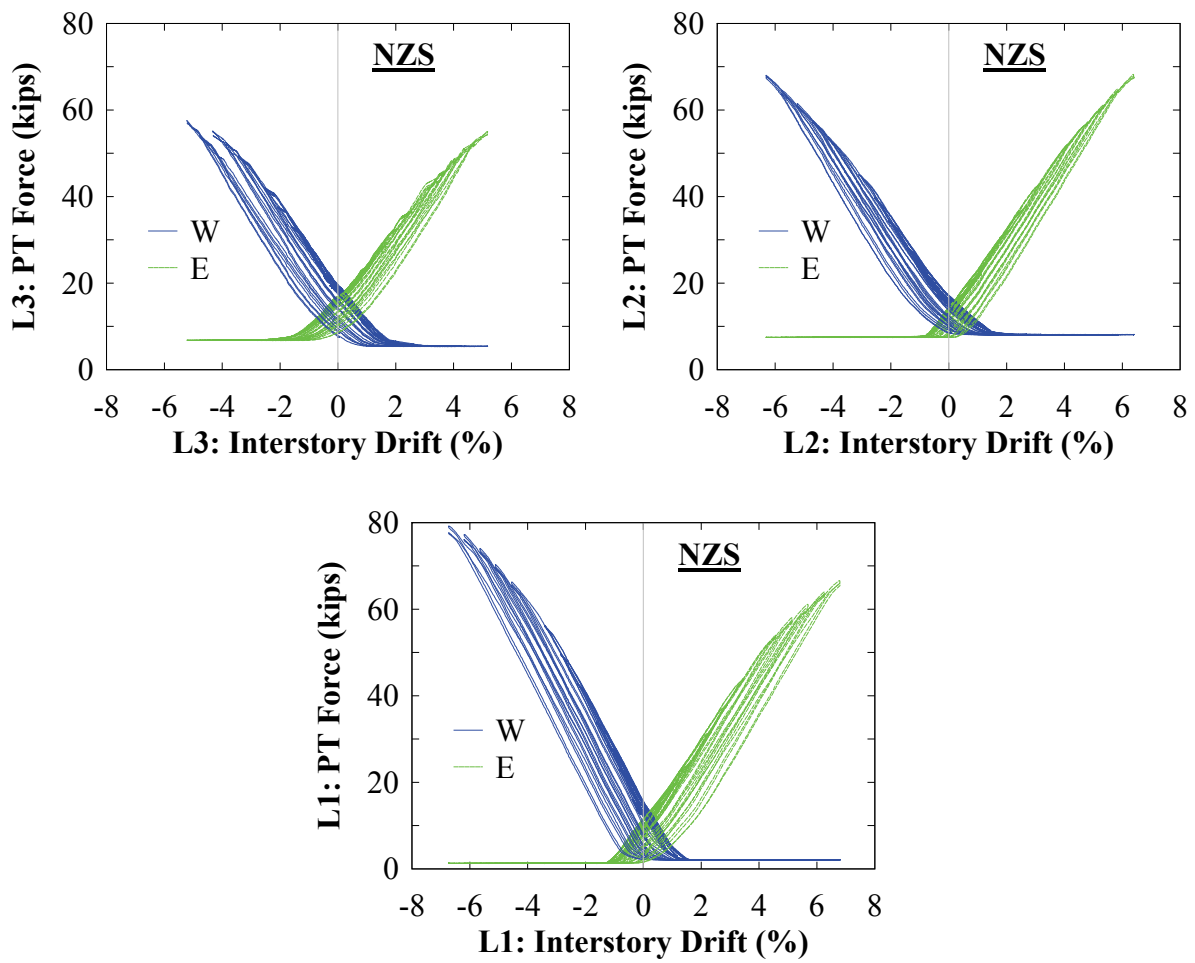 L3: PT Force (kips)
80
60
40
20
0
NZS
W
E
-8 -6 -4 -2 0 2 4 6 8
L3: Interstory Drift (%)
L2: PT Force (kips)
80
60
40
20
0
NZS
W
E
-8 -6 -4 -2 0 2 4 6 8
L2: Interstory Drift (%)
L1: PT Force (kips)
80
60
40
20
0
NZS
W
E
-8 -6 -4 -2 0 2 4 6 8
L1: Interstory Drift (%)